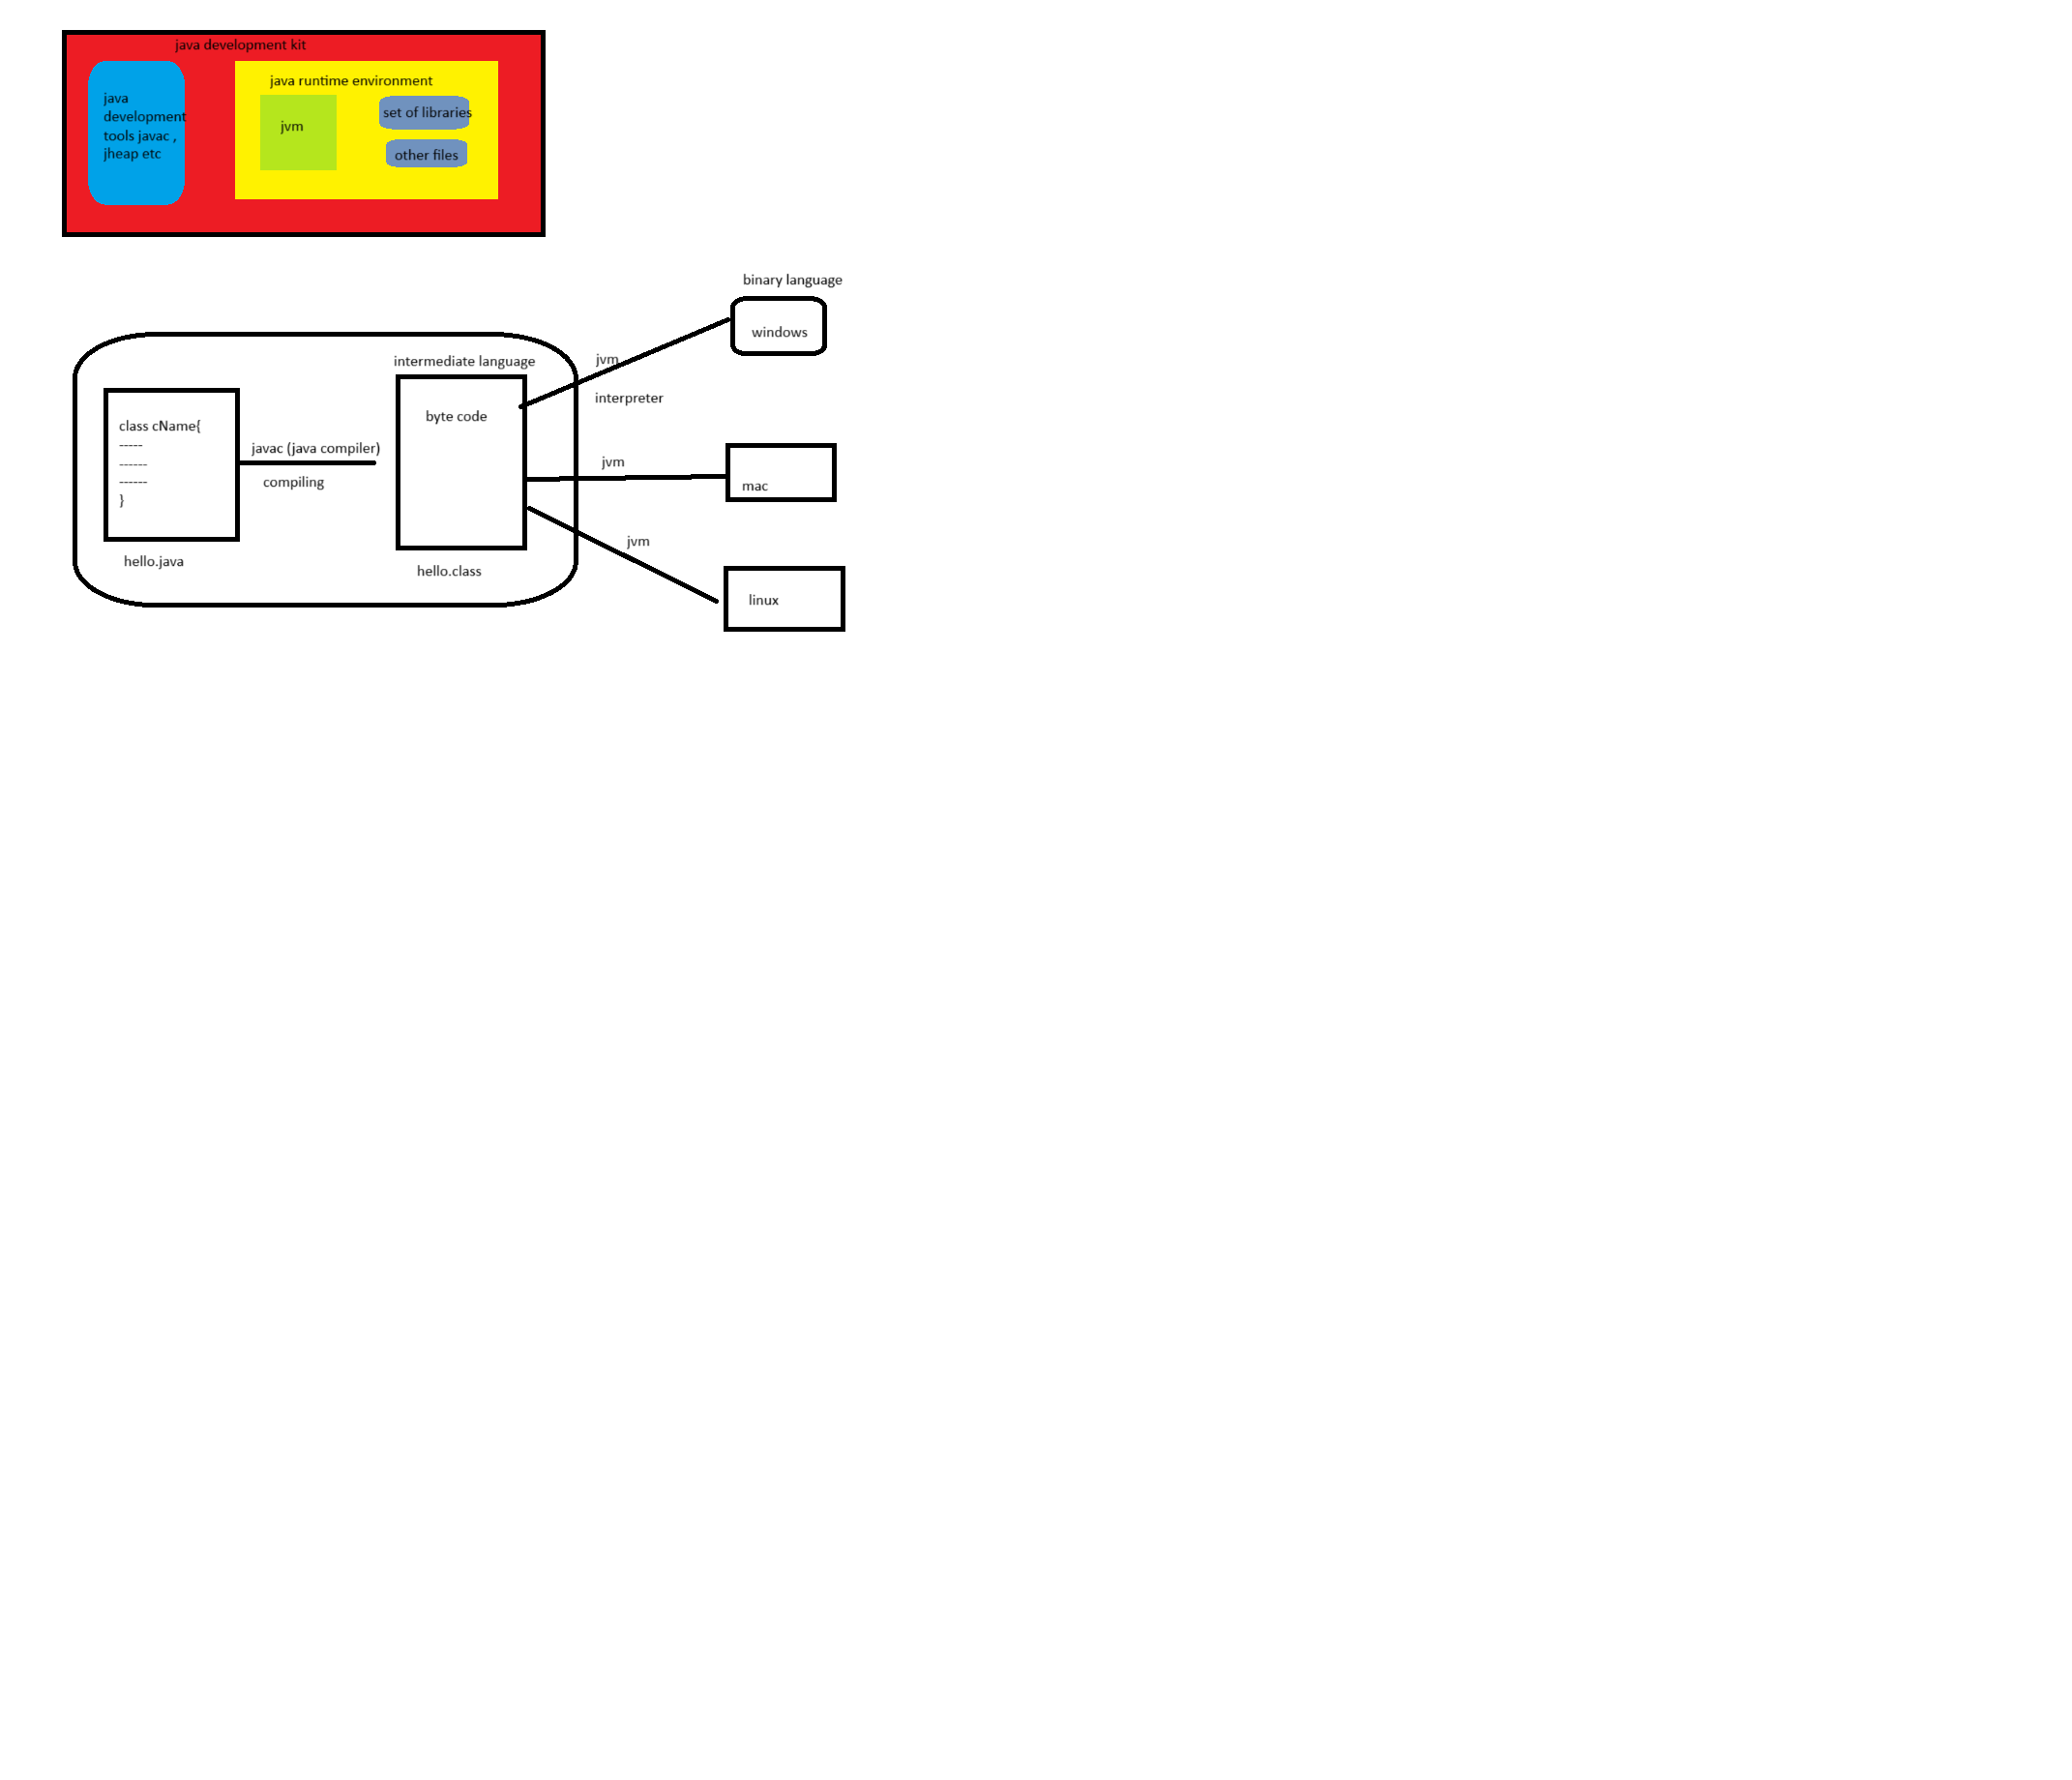 java development kit
java
development
tools javac ,
jheap etc
java runtime environment
jvm
set of libraries
other files
binary language
windows
jvm
interpreter
intermediate language
byte code
class cName{
-----
------
------
}
javac (java compiler)
compiling
hello.java
hello.class
jvm
mac
jvm
linux